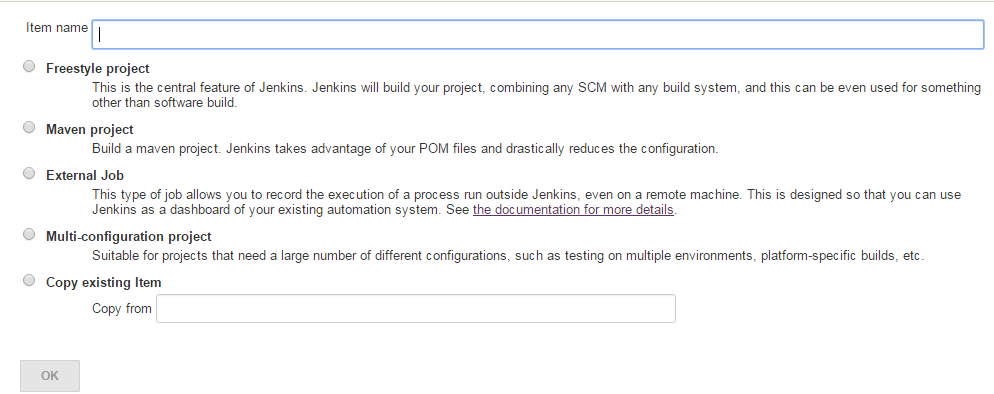 Item name
Freestyle project
This is the central feature of Jenkins. Jenkins will build your project, combining any SCM with any build system, and this can be even used for something
other than software build.
Maven project
Build a maven project. Jenkins takes advantage of your POM files and drastically reduces the configuration.
External Job
This type of job allows you to record the execution of a process run outside Jenkins, even on a remote machine. This is designed so that you can use
Jenkins as a dashboard of your existing automation system. See the documentation for more details.
Multi-configuration project
Suitable for projects that need a large number of different configurations, such as testing on multiple environments, platform-specific builds, etc.
Copy existing Item
Copy from
OK